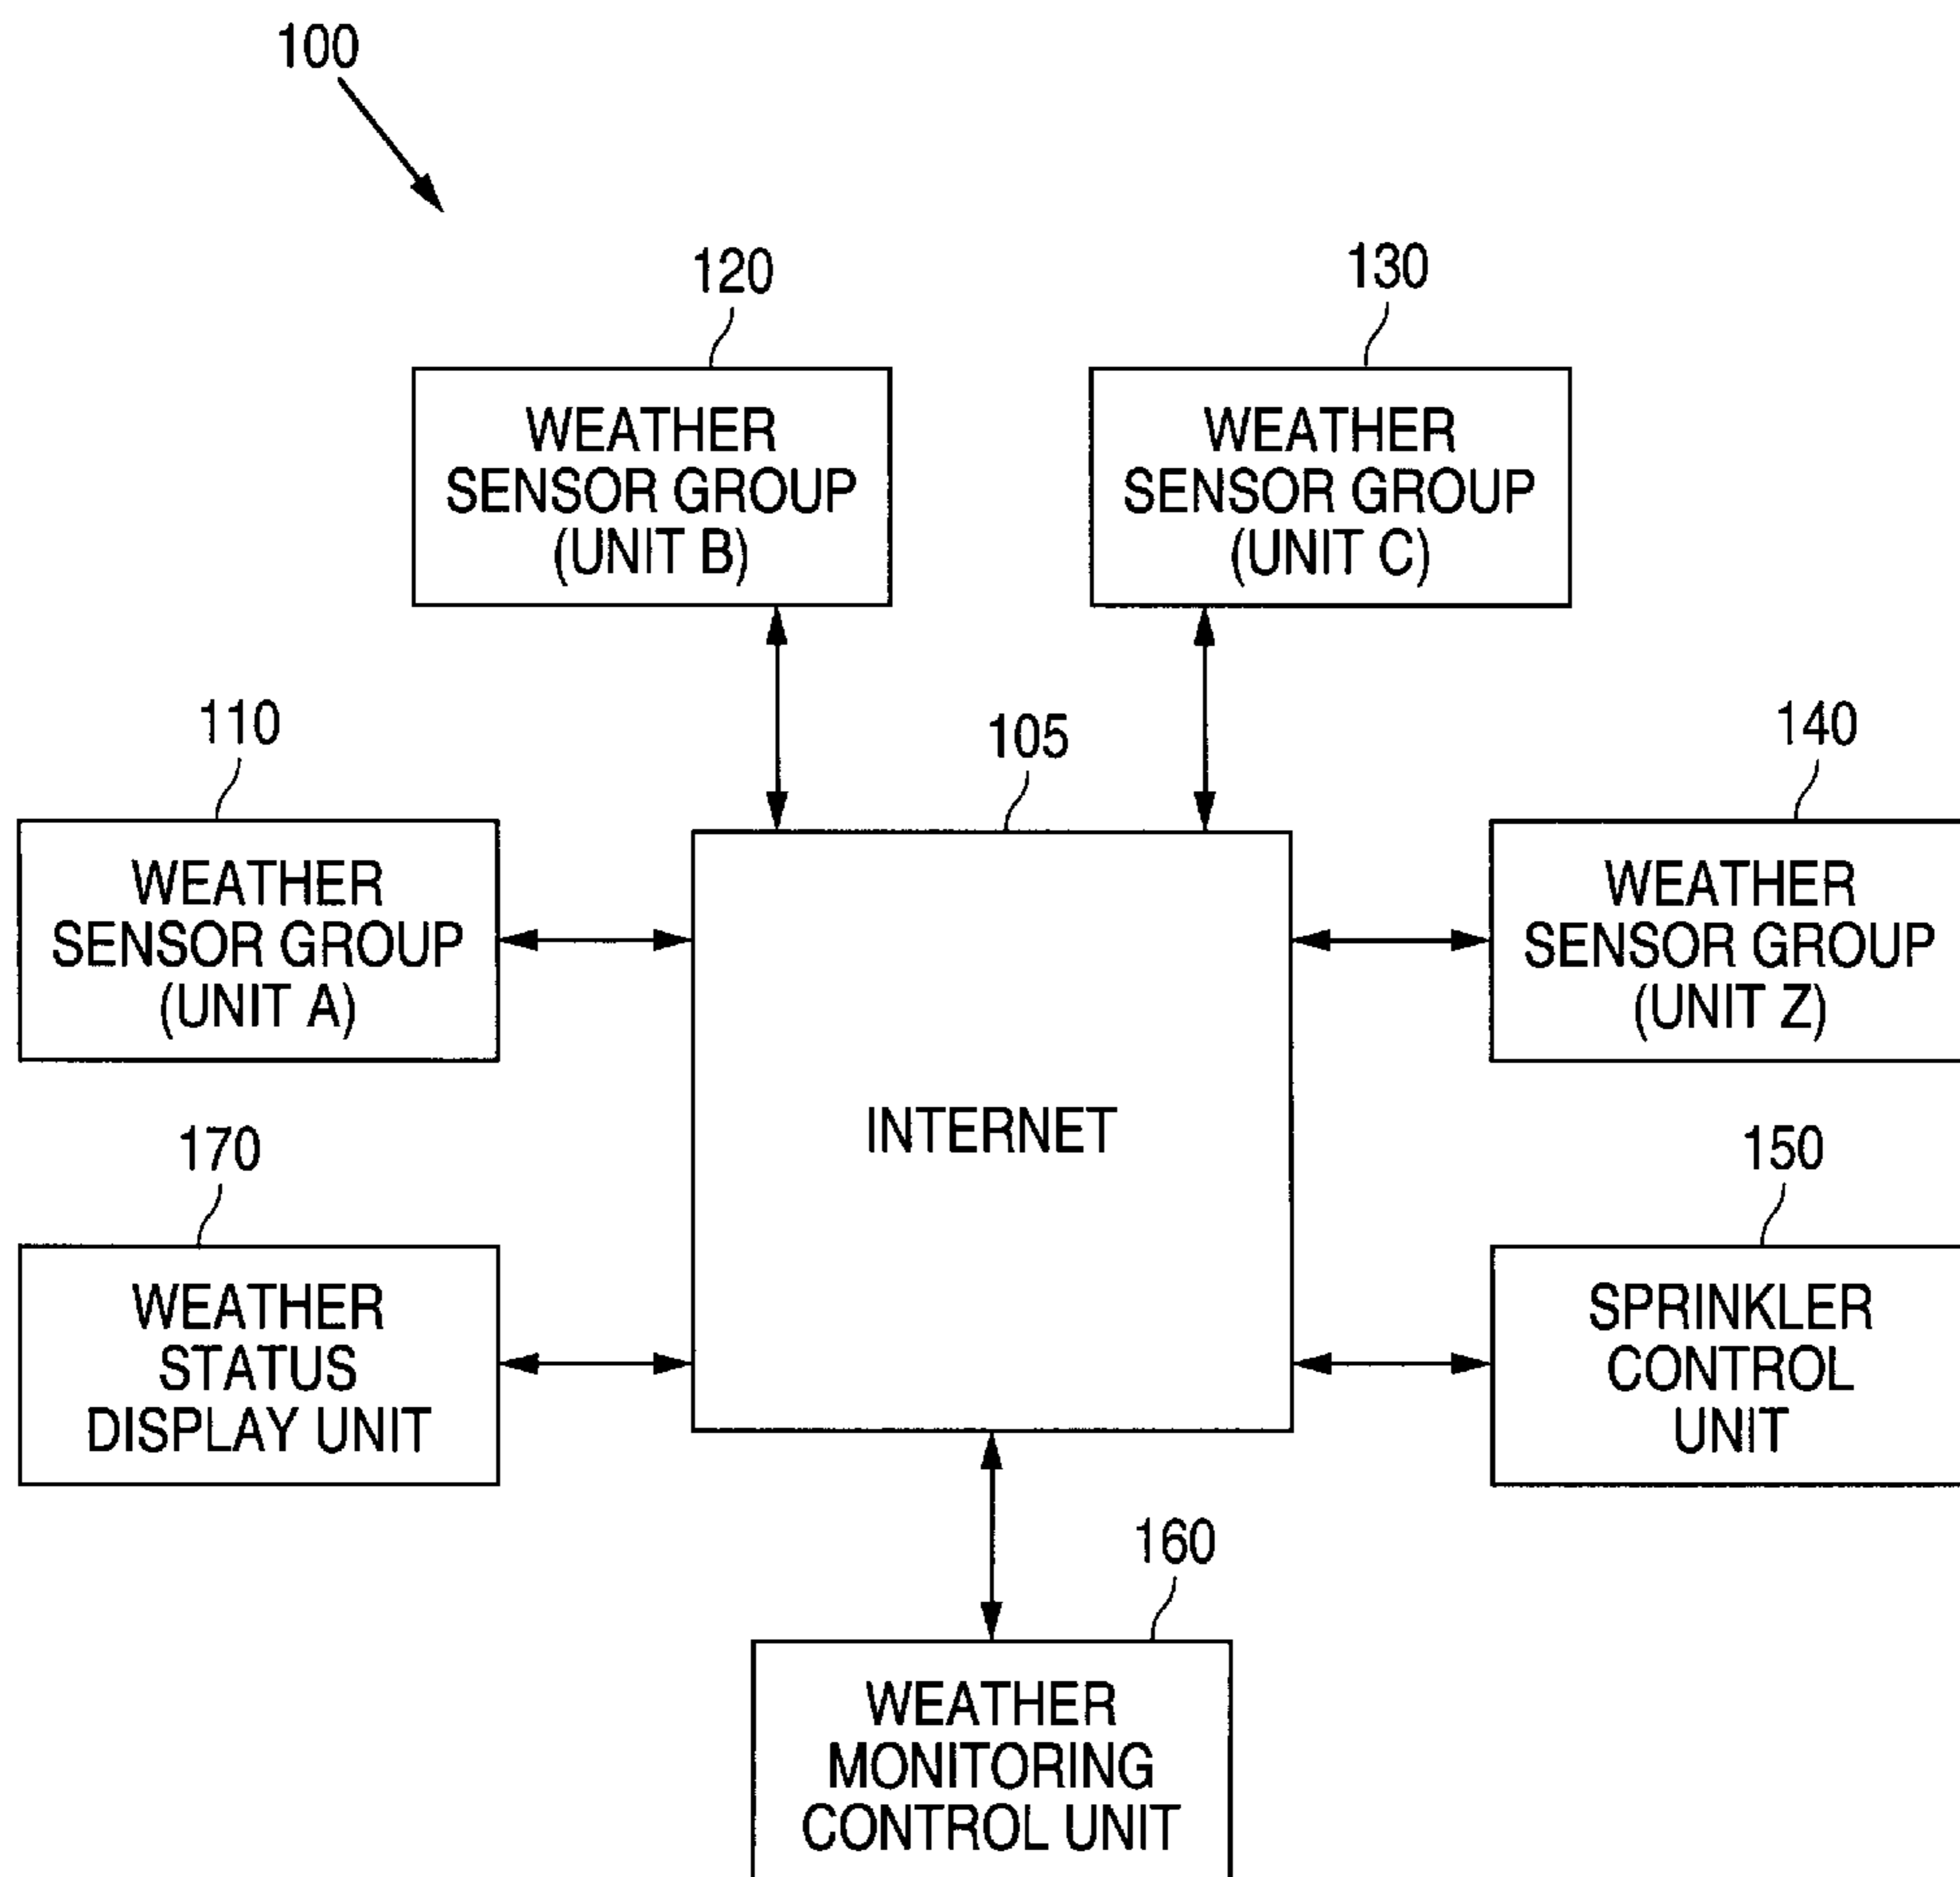 100
120
130
WEATHER
SENSOR GROUP
(UNIT B)
WEATHER
SENSOR GROUP
(UNIT C)
110
105
140
WEATHER
SENSOR GROUP
(UNIT A)
WEATHER
SENSOR GROUP
(UNIT Z)
INTERNET
170
150
WEATHER
STATUS
DISPLAY UNIT
SPRINKLER
CONTROL
UNIT
160
WEATHER
MONITORING
CONTROL UNIT